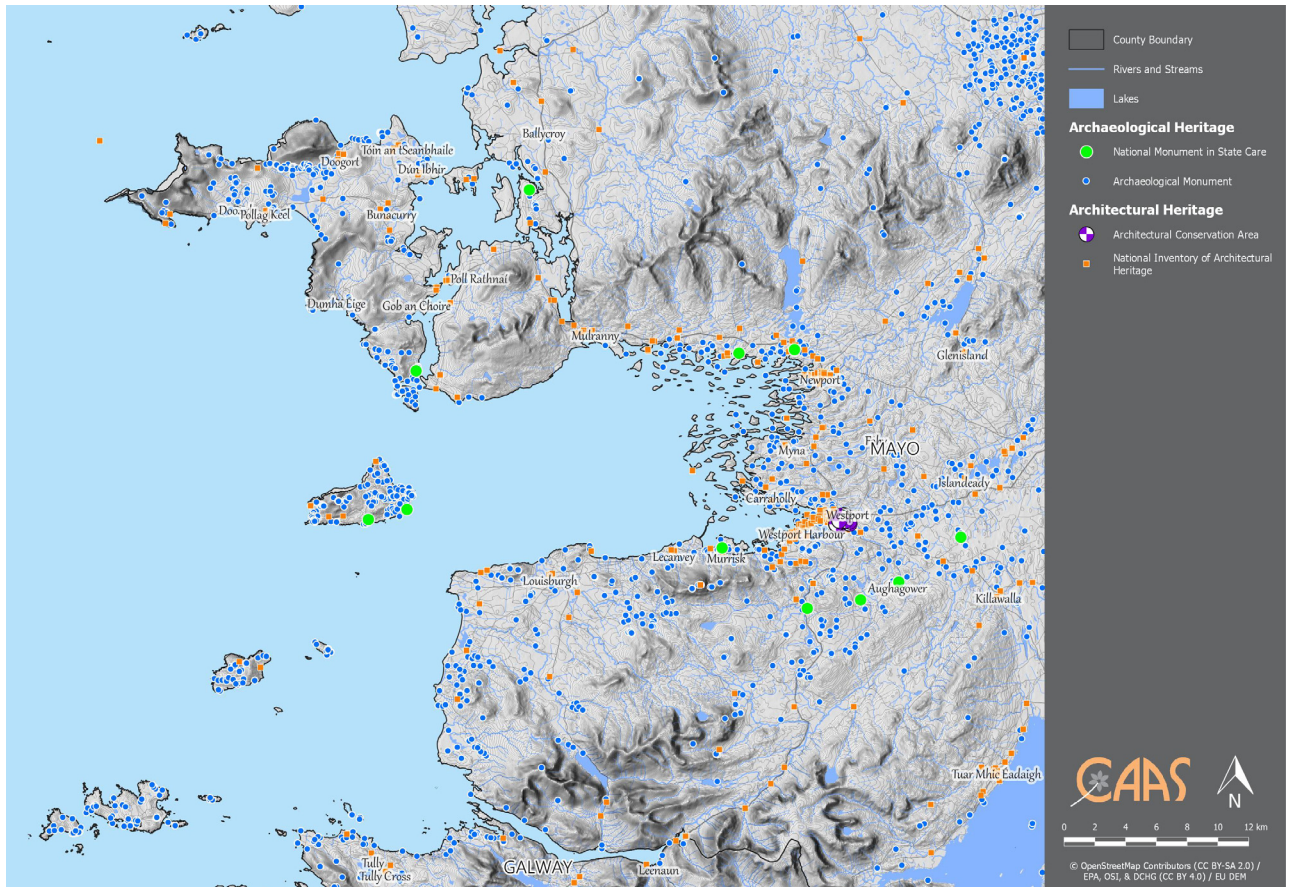 Ballycroy
Tóin an tSeanbhaile
Doogort
Dún Ibhir
Pollag Keel
Bunacurry
Poll Rathnaí
Dumha Eige
Gob an Choire
Mulranny
Glenisland
Newport
MAYO
Myna
Islandeady
Carraholly
Westport
Westport Harbour
Lecanvey
Murrisk
Louisburgh
Aughagower
Killawalla
Tuar Mhic Eadaigh
GALWAY
Tully
Tully Cross
Leenaun
County Boundary
Rivers and Streams
Lakes
Archaeological Heritage
National Monument in State Care
Archaeological Monument
Architectural Heritage
Architectural Conservation Area
National Inventory of Architectural
Heritage
CAAS
N
0 2 4 6 8 10 12 km
© OpenStreetMap Contributors (CC BY-SA 2.0) /
EPA, OSI, & DCHG (CC BY 4.0) / EU DEM